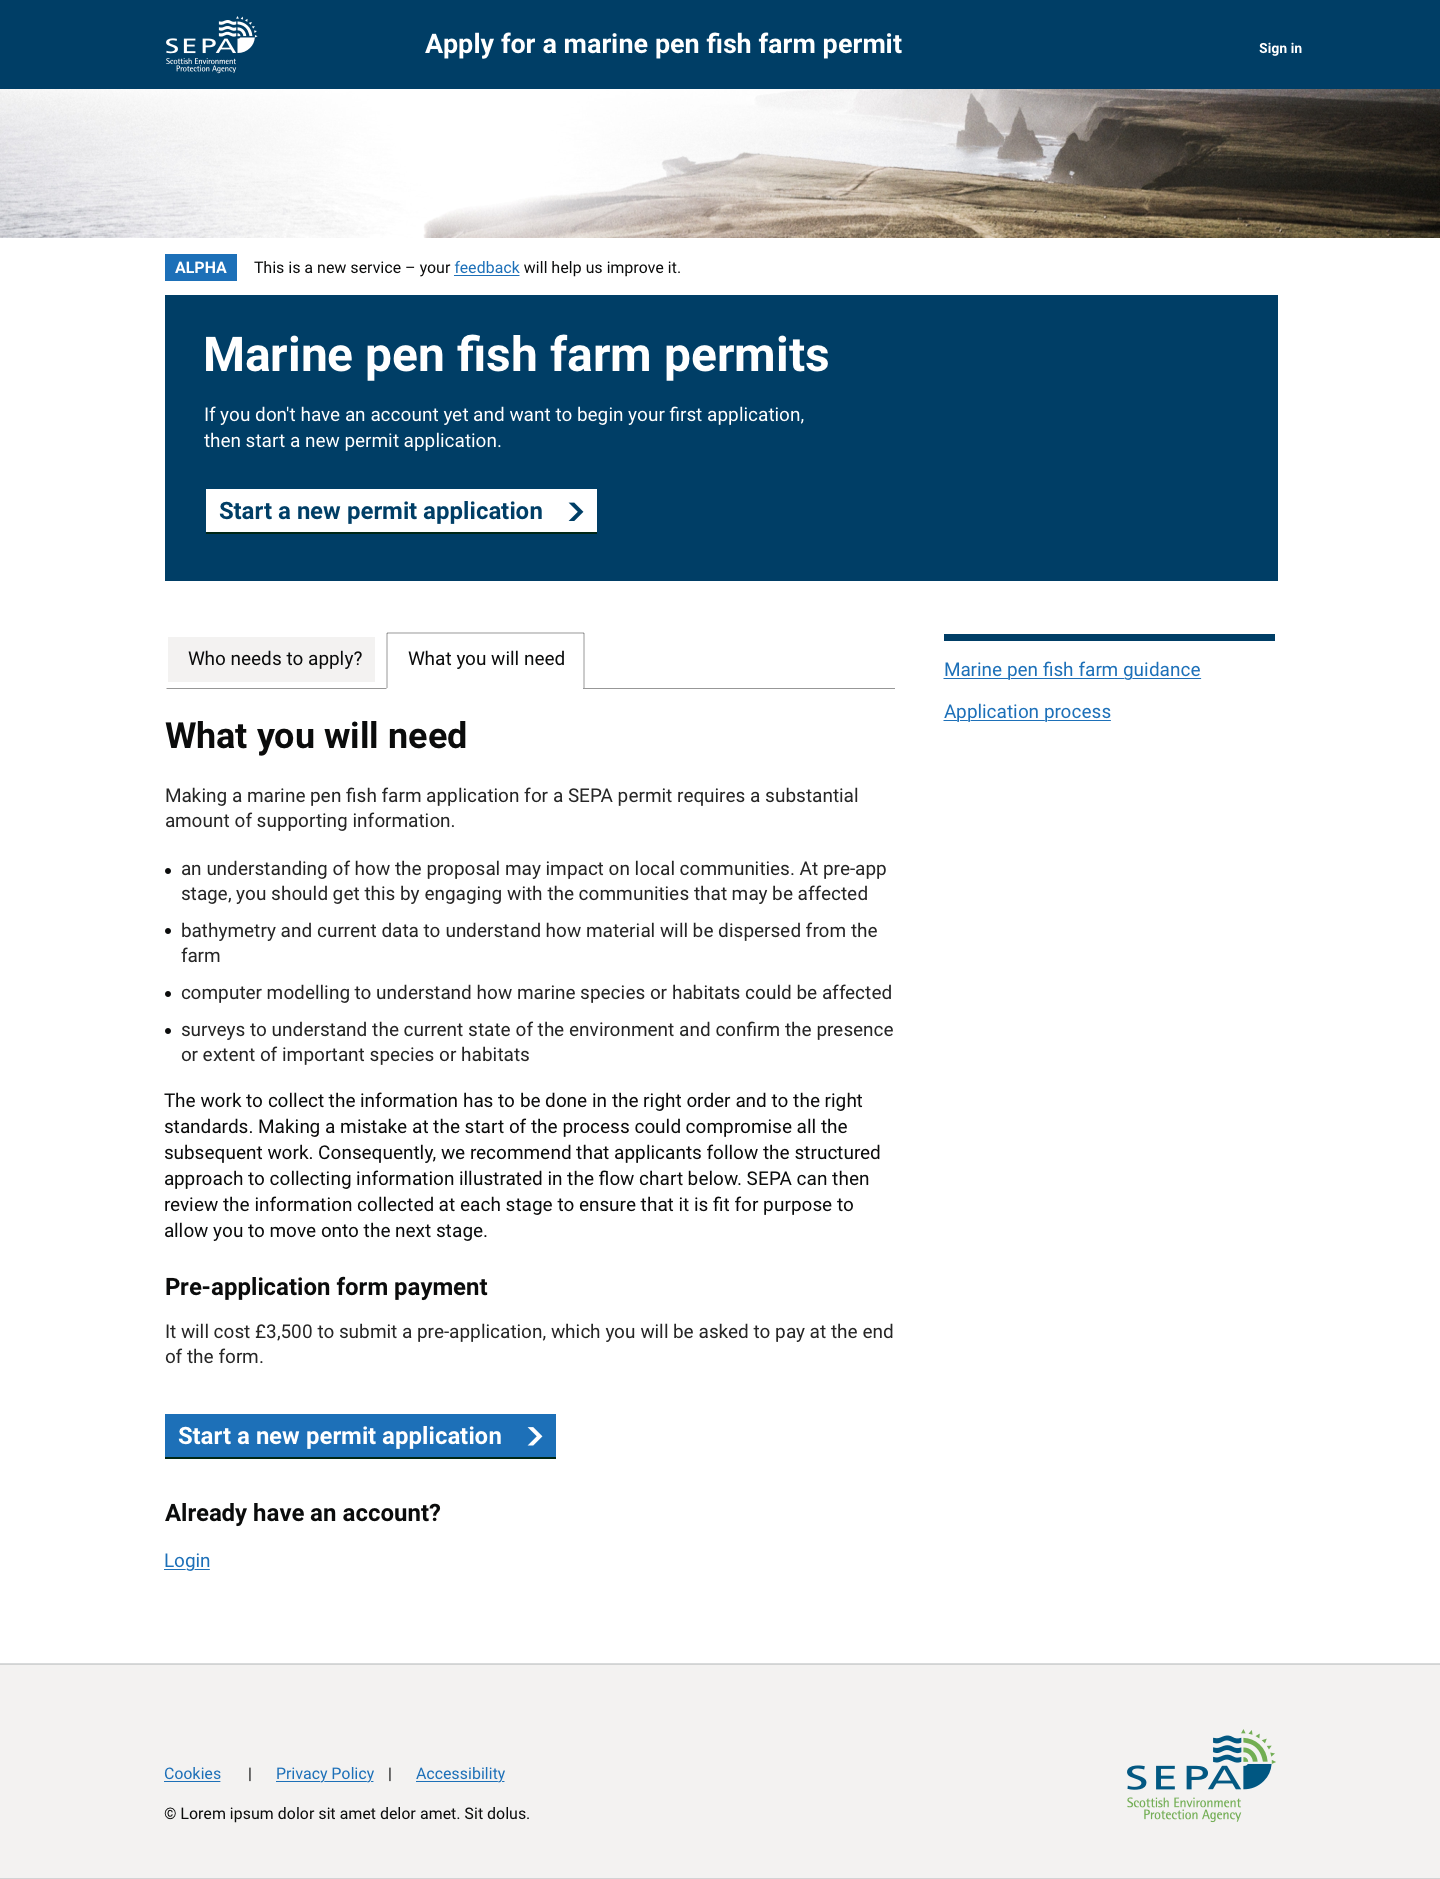 SEPA
Scottish Environment
Protection Agency
Apply for a marine pen fish farm permit
Sign in
ALPHA
This is a new service – your feedback will help us improve it.
Marine pen fish farm permits
If you don't have an account yet and want to begin your first application,
then start a new permit application.
Start a new permit application
Who needs to apply?
What you will need
Marine pen fish farm guidance
Application process
What you will need
Making a marine pen fish farm application for a SEPA permit requires a substantial
amount of supporting information.
• an understanding of how the proposal may impact on local communities. At pre-app
stage, you should get this by engaging with the communities that may be affected
• bathymetry and current data to understand how material will be dispersed from the
farm
• computer modelling to understand how marine species or habitats could be affected
• surveys to understand the current state of the environment and confirm the presence
or extent of important species or habitats
The work to collect the information has to be done in the right order and to the right
standards. Making a mistake at the start of the process could compromise all the
subsequent work. Consequently, we recommend that applicants follow the structured
approach to collecting information illustrated in the flow chart below. SEPA can then
review the information collected at each stage to ensure that it is fit for purpose to
allow you to move onto the next stage.
Pre-application form payment
It will cost £3,500 to submit a pre-application, which you will be asked to pay at the end
of the form.
Start a new permit application
Already have an account?
Login
Cookies | Privacy Policy | Accessibility
© Lorem ipsum dolor sit amet delor amet. Sit dolus.
SEPA
Scottish Environment
Protection Agency